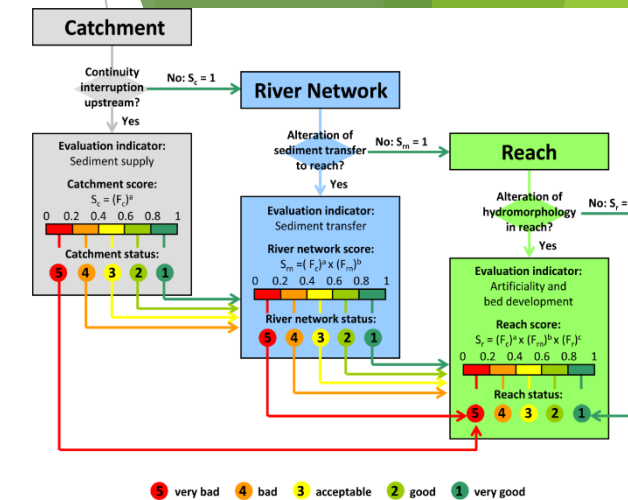 Catchment
Continuity
interruption
upstream?
No: Sc = 1
Yes
Evaluation indicator:
Sediment supply
Catchment score:
Sc = (Fc)a
0 0.2 0.4 0.6 0.8 1
Catchment status:
5 4 3 2 1
River Network
Alteration of
sediment transfer
to reach?
No: Srn = 1
Yes
Evaluation indicator:
Sediment transfer
River network score:
Srn =( Fc)a x (Frn)b
0 0.2 0.4 0.6 0.8 1
River network status:
5 4 3 2 1
Reach
Alteration of
hydromorphology
in reach?
No: Sr =
Yes
Evaluation indicator:
Artificiality and
bed development
Reach score:
Sr = (Fc)a x (Frn)b x (Fr)c
0 0.2 0.4 0.6 0.8 1
Reach status:
5 4 3 2 1
5 very bad 4 bad 3 acceptable 2 good 1 very good